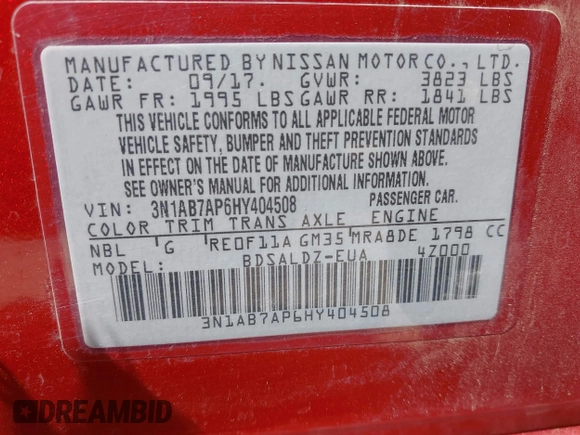 MANUFACTURED BY NISSAN MOTOR CO., LTD.
DATE: 09/17. GVWR: 3823 LBS
GAWR FR: 1995 LBS GAWR RR: 1841 LBS
THIS VEHICLE CONFORMS TO ALL APPLICABLE FEDERAL MOTOR
VEHICLE SAFETY, BUMPER AND THEFT PREVENTION STANDARDS
IN EFFECT ON THE DATE OF MANUFACTURE SHOWN ABOVE.
SEE OWNER'S MANUAL FOR ADDITIONAL INFORMATION.
VIN: 3N1AB7AP6HY404508 PASSENGER CAR.
COLOR TRIM TRANS AXLE ENGINE
NBL G RE0F11A GM35 MRA8DE 1798 CC
MODEL: BDSALDZ-EUA 4Z000
3N1AB7AP6HY404508
DREAMBID